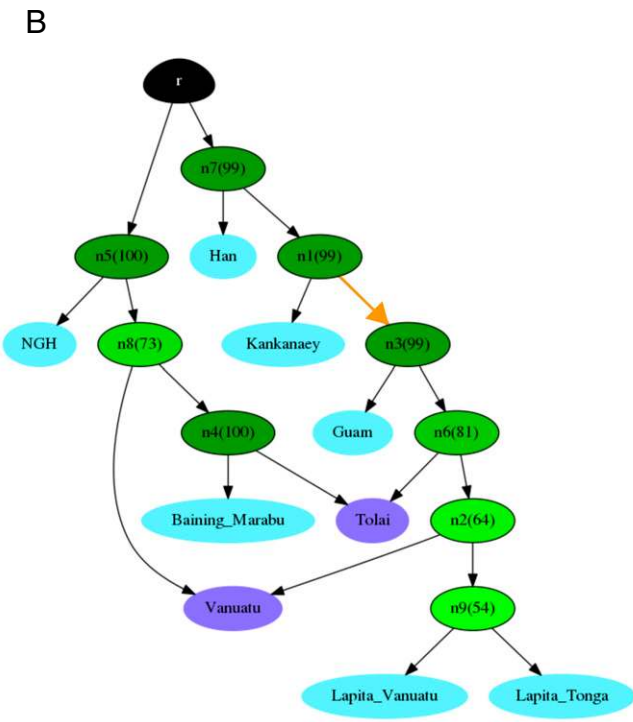 B
r
n7(99)
n5(100)
Han
n1(99)
NGH
n8(73)
Kankanaey
n3(99)
n4(100)
Guam
n6(81)
Baining_Marabu
Tolai
n2(64)
Vanuatu
n9(54)
Lapita_Vanuatu
Lapita_Tonga